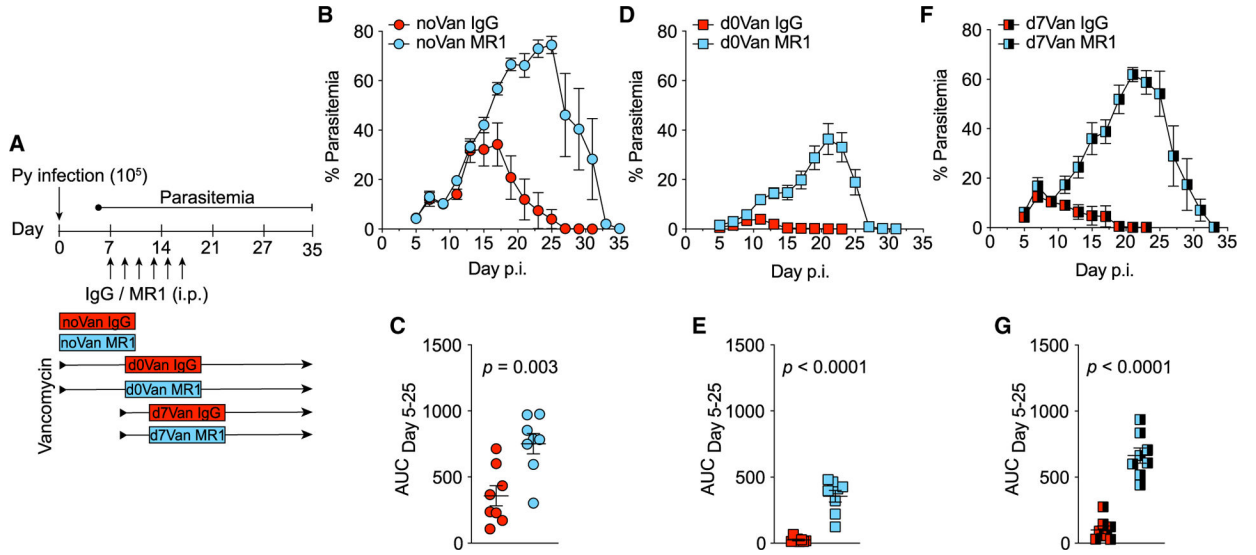 A
Py infection (10⁵)
Parasitemia
Day
0 7 14 21 27 35
IgG / MR1 (i.p.)
Vancomycin
noVan IgG
noVan MR1
d0Van IgG
d0Van MR1
d7Van IgG
d7Van MR1
B
noVan IgG
noVan MR1
% Parasitemia
80
60
40
20
0
0 5 10 15 20 25 30 35
Day p.i.
D
d0Van IgG
d0Van MR1
% Parasitemia
80
60
40
20
0
0 5 10 15 20 25 30 35
Day p.i.
F
d7Van IgG
d7Van MR1
% Parasitemia
80
60
40
20
0
0 5 10 15 20 25 30 35
Day p.i.
C
AUC Day 5-25
1500
1000
500
0
p = 0.003
E
AUC Day 5-25
1500
1000
500
0
p < 0.0001
G
AUC Day 5-25
1500
1000
500
0
p < 0.0001